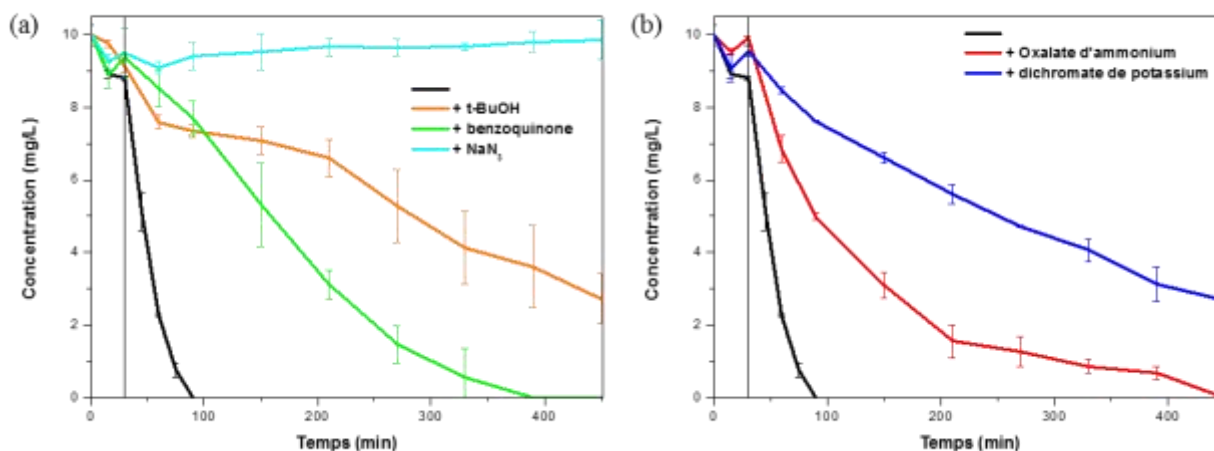 (a)
Concentration (mg/L)
10
8
6
4
2
0
0
100
200
300
400
Temps (min)
+ t-BuOH
+ benzoquinone
+ NaN₃
(b)
Concentration (mg/L)
10
8
6
4
2
0
0
100
200
300
400
Temps (min)
+ Oxalate d'ammonium
+ dichromate de potassium